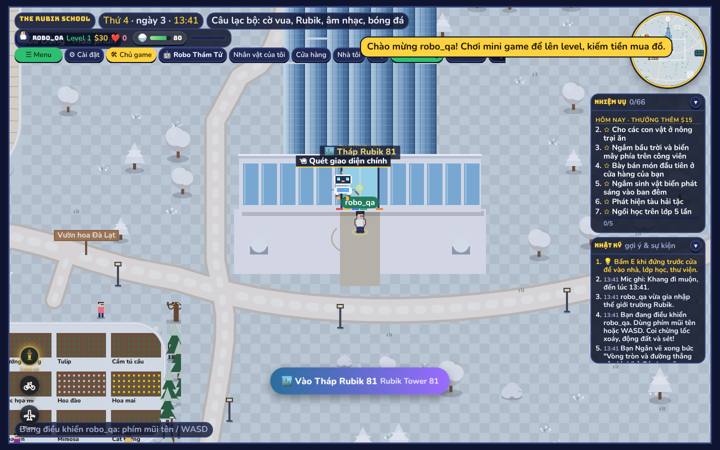 THE RUBIK SCHOOL
Thứ 4 · ngày 3 · 13:41
Câu lạc bộ: cờ vua, Rubik, âm nhạc, bóng đá
ROBO_QA Level 1 $30 0
80
☰ Menu
Cài đặt
Chủ game
Robo Thám Tử
Nhân vật của tôi
Cửa hàng
Nhà tôi
Chào mừng robo_qa! Chơi mini game để lên level, kiếm tiền mua đồ.
NHIỆM VỤ 0/66
HÔM NAY · THƯỞNG THÊM $15
2. ☆ Cho các con vật ở nông trại ăn
3. ☆ Ngắm bầu trời và biển mây phía trên công viên
4. ☆ Bày bán món đầu tiên ở cửa hàng của bạn
5. ☆ Ngắm sinh vật biển phát sáng vào ban đêm
6. ☆ Phát hiện tàu hải tặc
7. ☆ Ngồi học trên lớp 5 lần
0/5
NHẬT KÝ gợi ý & sự kiện
1. Bấm E khi đứng trước cửa để vào nhà, lớp học, thư viện.
2. 13:41 Mic ghi: Khang đi muộn, đến lúc 13:41.
3. 13:41 robo_qa vừa gia nhập thế giới trường Rubik.
4. 13:41 Bạn đang điều khiển robo_qa. Dùng phím mũi tên hoặc WASD. Coi chừng lốc xoáy, động đất và sét!
5. 13:41 Bạn Ngân vẽ xong bức "Vòng tròn và đường thẳng
Tháp Rubik 81
Quét giao diện chính
robo_qa
Vườn hoa Đà Lạt
Tulip
Cẩm tú cầu
Hoa đào
Hoa mai
Mimosa
Vào Tháp Rubik 81 Rubik Tower 81
Đang điều khiển robo_qa: phím mũi tên / WASD